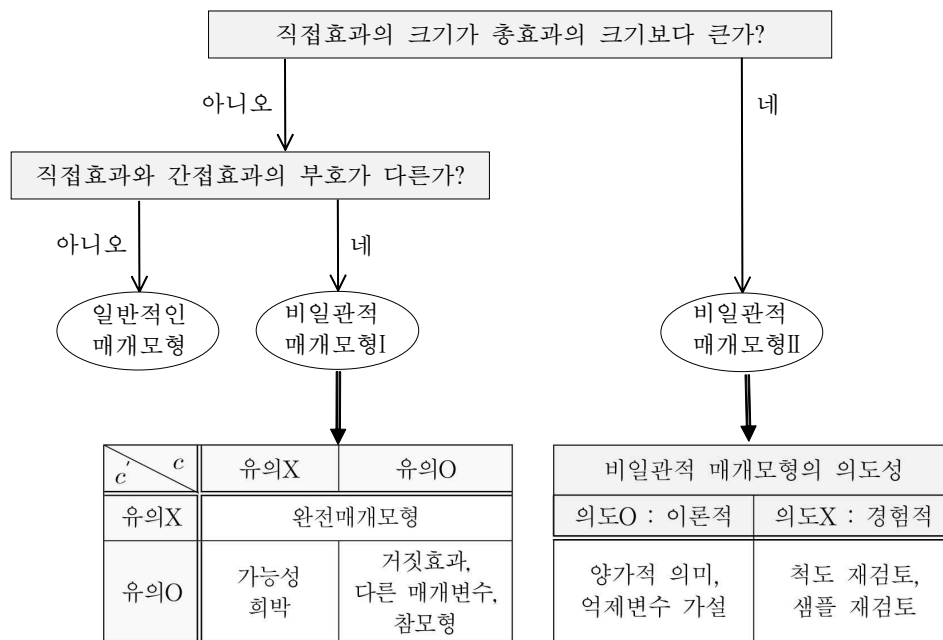 직접효과의 크기가 총효과의 크기보다 큰가?
아니오
네
직접효과와 간접효과의 부호가 다른가?
아니오
네
일반적인
매개모형
비일관적
매개모형Ⅰ
비일관적
매개모형Ⅱ
c' c
유의X
유의O
유의X
완전매개모형
유의O
가능성
희박
거짓효과,
다른 매개변수,
참모형
비일관적 매개모형의 의도성
의도O : 이론적
의도X : 경험적
양가적 의미,
억제변수 가설
척도 재검토,
샘플 재검토